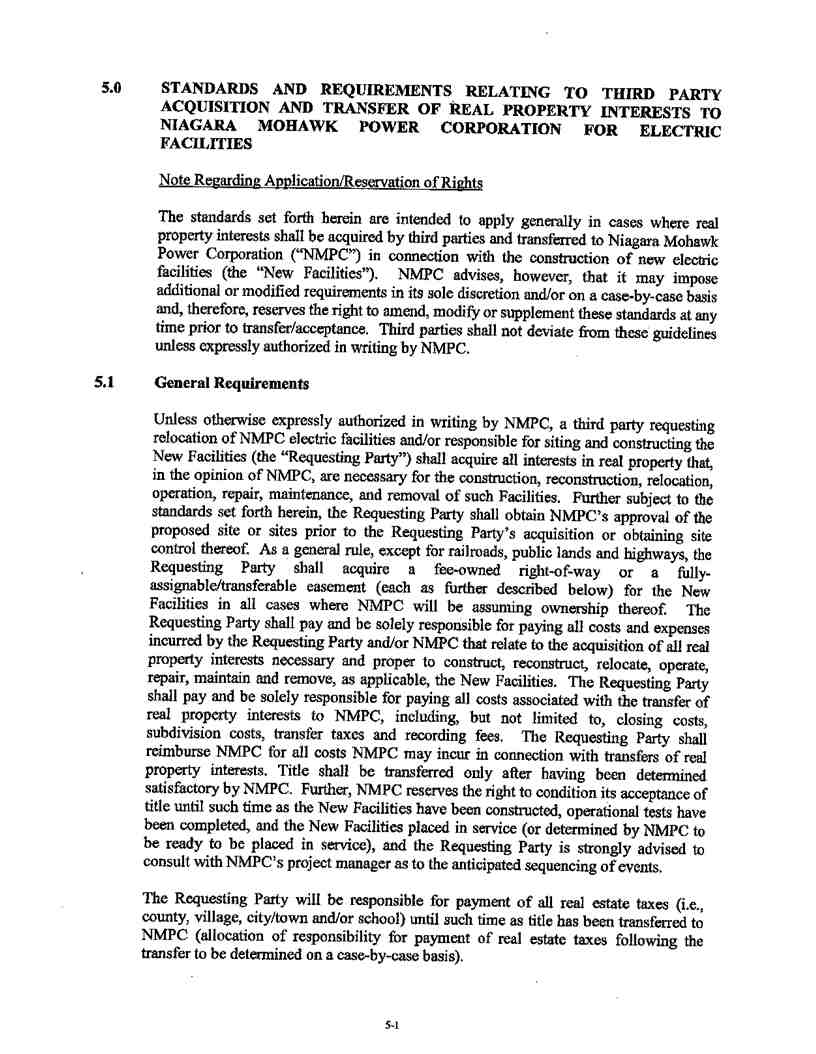 5.0 STANDARDS AND REQUIREMENTS RELATING TO THIRD PARTY
ACQUISITION AND TRANSFER OF REAL PROPERTY INTERESTS TO
NIAGARA MOHAWK POWER CORPORATION FOR ELECTRIC
FACILITIES
Note Regarding Application/Reservation of Rights
The standards set forth herein are intended to apply generally in cases where real
property interests shall be acquired by third parties and transferred to Niagara Mohawk
Power Corporation (“NMPC”) in connection with the construction of new electric
facilities (the “New Facilities”). NMPC advises, however, that it may impose
additional or modified requirements in its sole discretion and/or on a case-by-case basis
and, therefore, reserves the right to amend, modify or supplement these standards at any
time prior to transfer/acceptance. Third parties shall not deviate from these guidelines
unless expressly authorized in writing by NMPC.
5.1 General Requirements
Unless otherwise expressly authorized in writing by NMPC, a third party requesting
relocation of NMPC electric facilities and/or responsible for siting and constructing the
New Facilities (the “Requesting Party”) shall acquire all interests in real property that,
in the opinion of NMPC, are necessary for the construction, reconstruction, relocation,
operation, repair, maintenance, and removal of such Facilities. Further subject to the
standards set forth herein, the Requesting Party shall obtain NMPC’s approval of the
proposed site or sites prior to the Requesting Party’s acquisition or obtaining site
control thereof. As a general rule, except for railroads, public lands and highways, the
Requesting Party shall acquire a fee-owned right-of-way or a fully-
assignable/transferable easement (each as further described below) for the New
Facilities in all cases where NMPC will be assuming ownership thereof. The
Requesting Party shall pay and be solely responsible for paying all costs and expenses
incurred by the Requesting Party and/or NMPC that relate to the acquisition of all real
property interests necessary and proper to construct, reconstruct, relocate, operate,
repair, maintain and remove, as applicable, the New Facilities. The Requesting Party
shall pay and be solely responsible for paying all costs associated with the transfer of
real property interests to NMPC, including, but not limited to, closing costs,
subdivision costs, transfer taxes and recording fees. The Requesting Party shall
reimburse NMPC for all costs NMPC may incur in connection with transfers of real
property interests. Title shall be transferred only after having been determined
satisfactory by NMPC. Further, NMPC reserves the right to condition its acceptance of
title until such time as the New Facilities have been constructed, operational tests have
been completed, and the New Facilities placed in service (or determined by NMPC to
be ready to be placed in service), and the Requesting Party is strongly advised to
consult with NMPC’s project manager as to the anticipated sequencing of events.
The Requesting Party will be responsible for payment of all real estate taxes (i.e.,
county, village, city/town and/or school) until such time as title has been transferred to
NMPC (allocation of responsibility for payment of real estate taxes following the
transfer to be determined on a case-by-case basis).
5-1